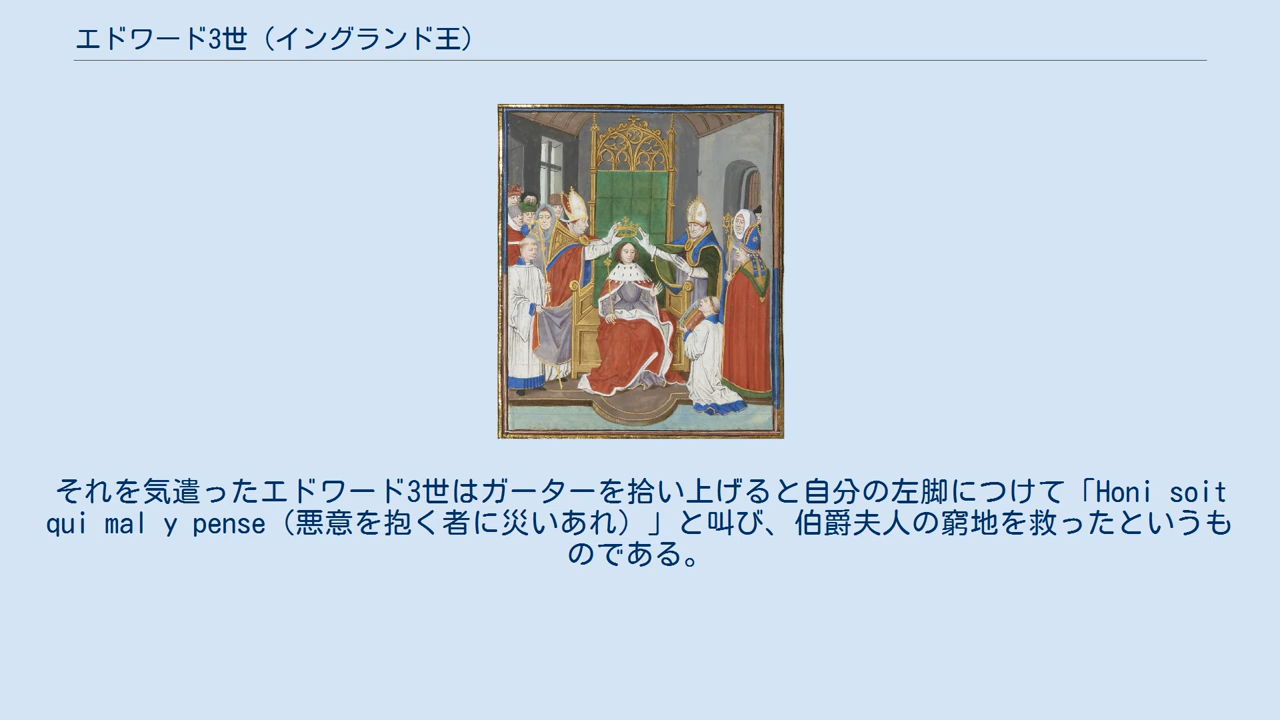 エドワード3世（イングランド王）
それを気遣ったエドワード3世はガーターを拾い上げると自分の左脚につけて「Honi soit
qui mal y pense（悪意を抱く者に災いあれ）」と叫び、伯爵夫人の窮地を救ったというも
のである。